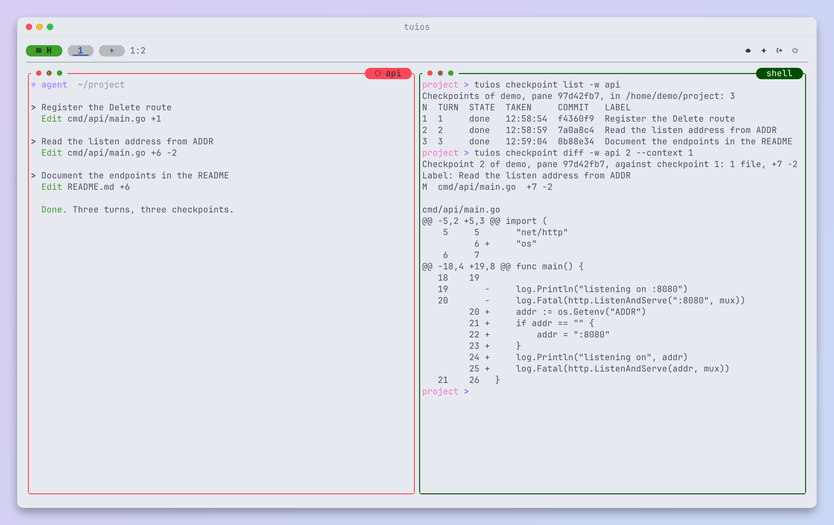 tuios
H 1 + 1:2
api
agent ~/project
> Register the Delete route
Edit cmd/api/main.go +1
> Read the listen address from ADDR
Edit cmd/api/main.go +6 -2
> Document the endpoints in the README
Edit README.md +6
Done. Three turns, three checkpoints.
shell
project > tuios checkpoint list -w api
Checkpoints of demo, pane 97d42fb7, in /home/demo/project: 3
N TURN STATE TAKEN COMMIT LABEL
1 1 done 12:58:54 f4360f9 Register the Delete route
2 2 done 12:58:59 7a0a8c4 Read the listen address from ADDR
3 3 done 12:59:04 8b88e34 Document the endpoints in the README
project > tuios checkpoint diff -w api 2 --context 1
Checkpoint 2 of demo, pane 97d42fb7, against checkpoint 1: 1 file, +7 -2
Label: Read the listen address from ADDR
M cmd/api/main.go +7 -2
cmd/api/main.go
@@ -5,2 +5,3 @@ import (
5 5 "net/http"
6 + "os"
6 7
@@ -18,4 +19,8 @@ func main() {
18 19
19 - log.Println("listening on :8080")
20 - log.Fatal(http.ListenAndServe(":8080", mux))
20 + addr := os.Getenv("ADDR")
21 + if addr == "" {
22 + addr = ":8080"
23 + }
24 + log.Println("listening on", addr)
25 + log.Fatal(http.ListenAndServe(addr, mux))
21 26 }
project >